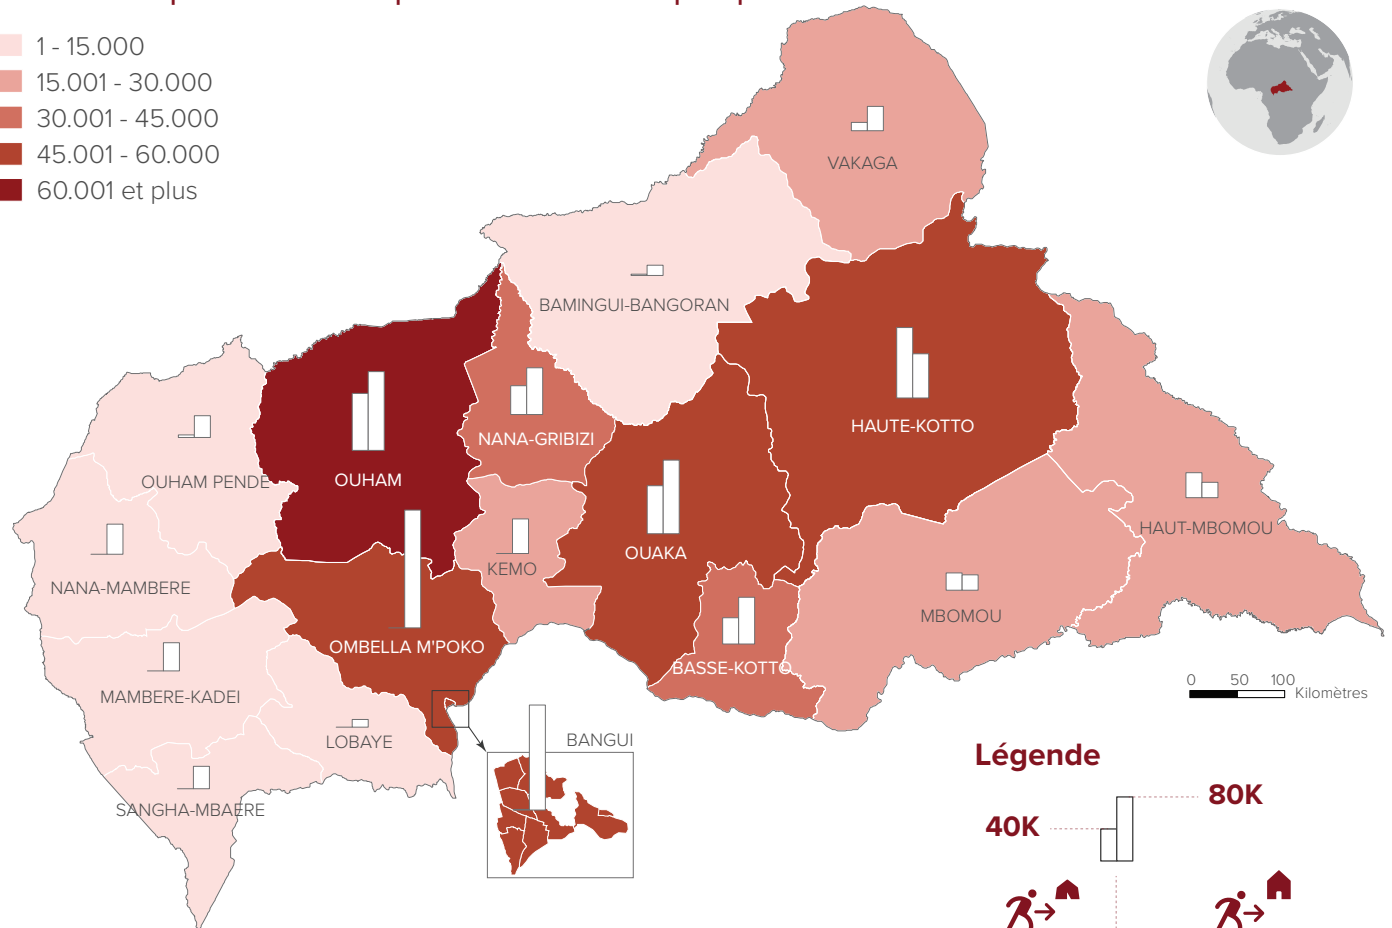 1 - 15.000
15.001 - 30.000
30.001 - 45.000
45.001 - 60.000
60.001 et plus
VAKAGA
BAMINGUI-BANGORAN
HAUTE-KOTTO
NANA-GRIBIZI
OUHAM PENDE
OUHAM
HAUT-MBOMOU
OUAKA
KEMO
NANA-MAMBERE
MBOMOU
OMBELLA M'POKO
BASSE-KOTTO
MAMBERE-KADEI
0 50 100
Kilomètres
LOBAYE
BANGUI
SANGHA-MBAERE
Légende
80K
40K